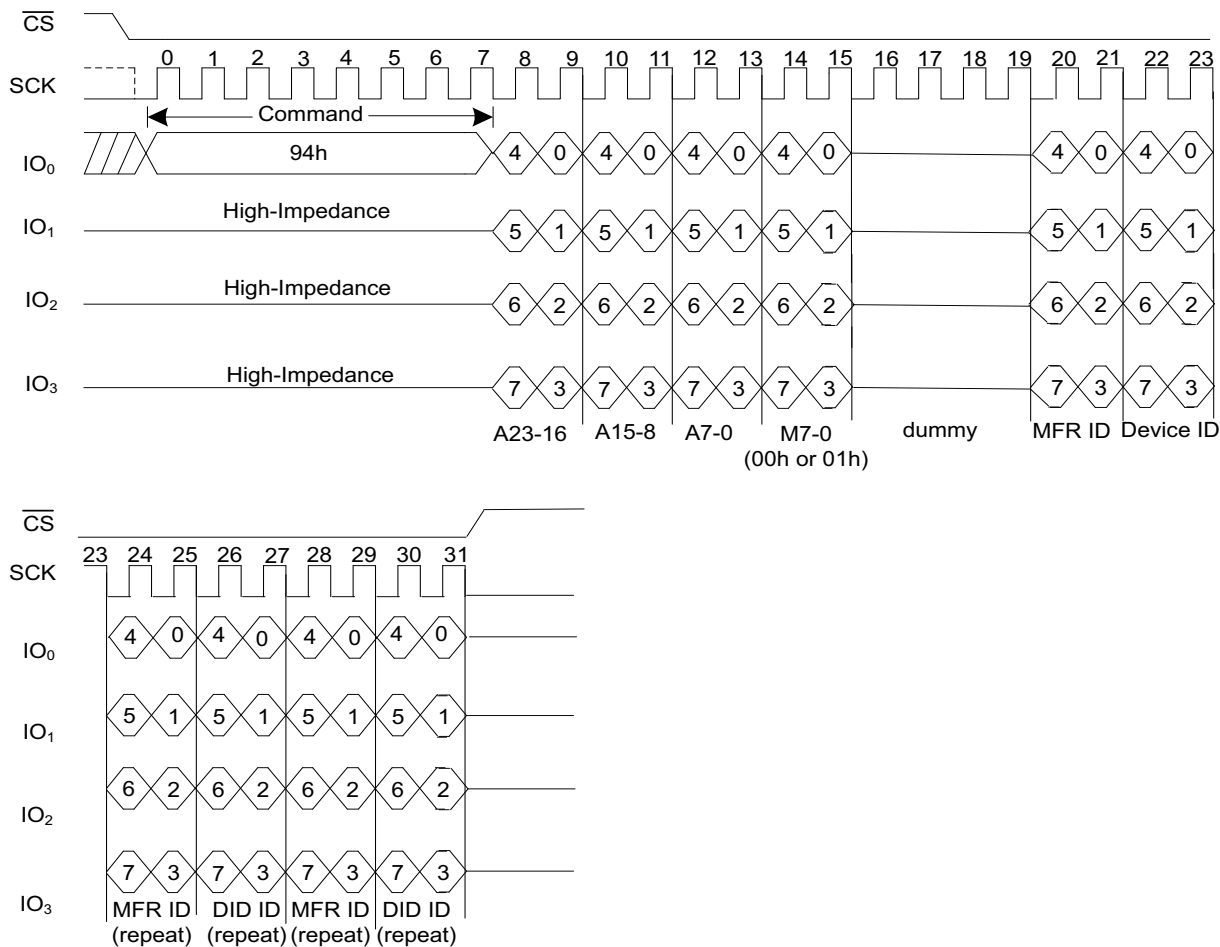 CS
0 1 2 3 4 5 6 7 8 9 10 11 12 13 14 15 16 17 18 19 20 21 22 23
SCK
Command
IO0 94h 4 0 4 0 4 0 4 0 4 0 4 0
IO1 High-Impedance 5 1 5 1 5 1 5 1 5 1 5 1
IO2 High-Impedance 6 2 6 2 6 2 6 2 6 2 6 2
IO3 High-Impedance 7 3 7 3 7 3 7 3 7 3 7 3
A23-16 A15-8 A7-0 M7-0 dummy MFR ID Device ID
(00h or 01h)
CS
23 24 25 26 27 28 29 30 31
SCK
IO0 4 0 4 0 4 0 4 0
IO1 5 1 5 1 5 1 5 1
IO2 6 2 6 2 6 2 6 2
IO3 7 3 7 3 7 3 7 3
MFR ID DID ID MFR ID DID ID
(repeat) (repeat) (repeat) (repeat)